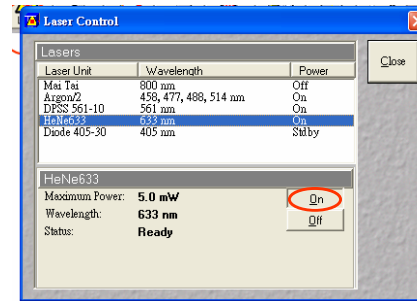 Laser Control
Lasers
Close
Laser Unit Wavelength Power
Mai Tai 800 nm Off
Argon/2 458, 477, 488, 514 nm On
DPSS 561-10 561 nm On
HeNe633 633 nm On
Diode 405-30 405 nm Stdby
HeNe633
Maximum Power: 5.0 mW On
Wavelength: 633 nm Off
Status: Ready